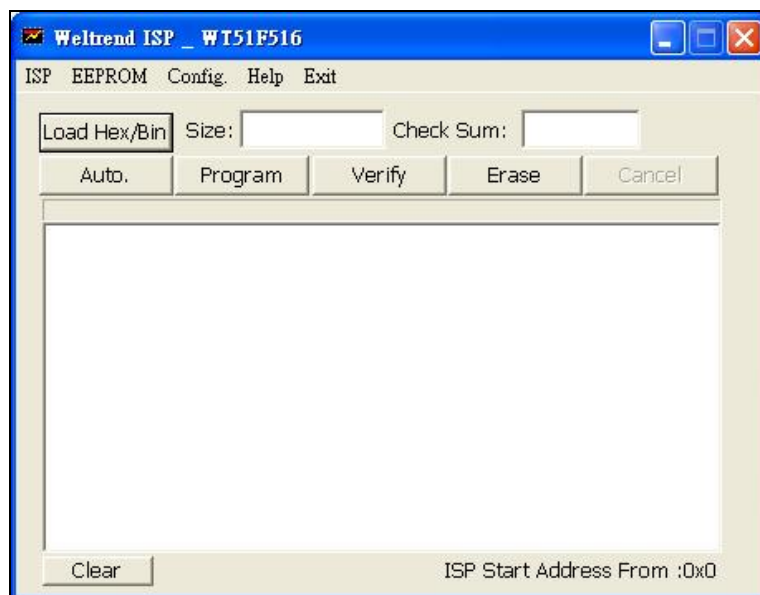 Weltrend ISP _ WT51F516
ISP EEPROM Config. Help Exit
Load Hex/Bin Size: Check Sum:
Auto. Program Verify Erase Cancel
Clear ISP Start Address From :0x0